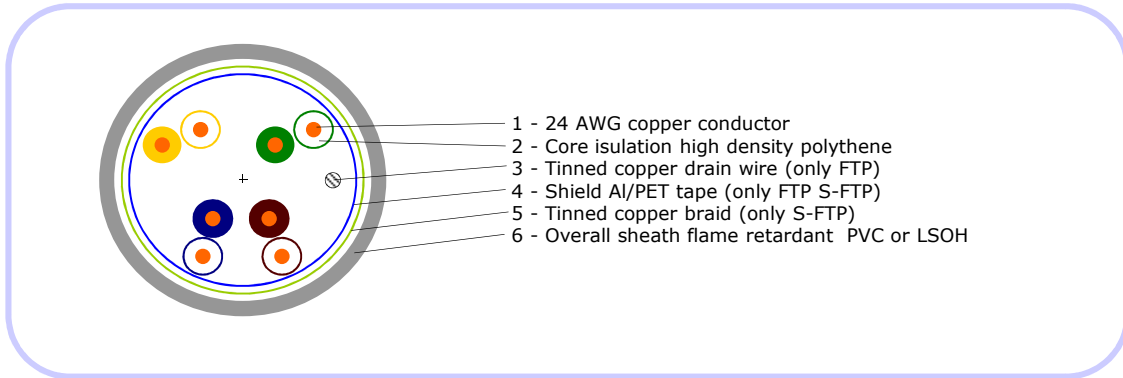 1 - 24 AWG copper conductor
2 - Core isulation high density polythene
3 - Tinned copper drain wire (only FTP)
4 - Shield Al/PET tape (only FTP S-FTP)
5 - Tinned copper braid (only S-FTP)
6 - Overall sheath flame retardant  PVC or LSOH